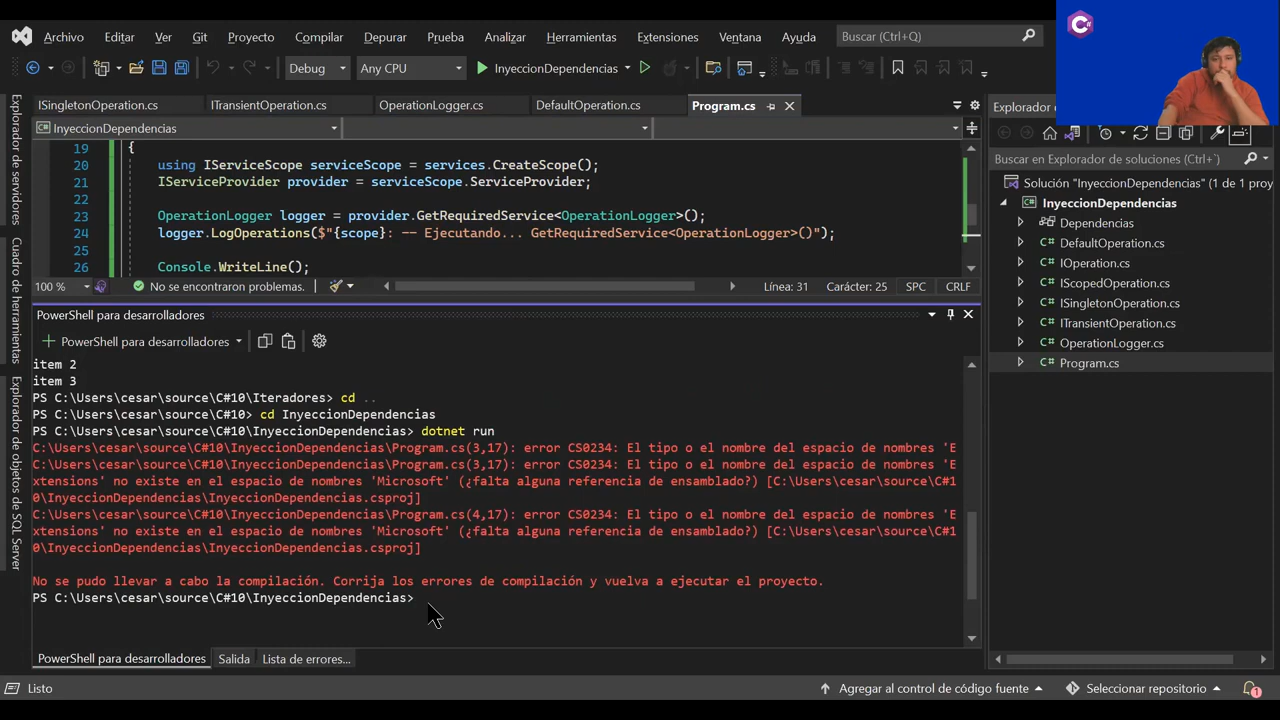 Archivo Editar Ver Git Proyecto Compilar Depurar Prueba Analizar Herramientas Extensiones Ventana Ayuda Buscar (Ctrl+Q)
Debug Any CPU InyeccionDependencias
ISingletonOperation.cs ITransientOperation.cs OperationLogger.cs DefaultOperation.cs Program.cs
InyeccionDependencias
19 {
20 using IServiceScope serviceScope = services.CreateScope();
21 IServiceProvider provider = serviceScope.ServiceProvider;
22
23 OperationLogger logger = provider.GetRequiredService<OperationLogger>();
24 logger.LogOperations($"{scope}: -- Ejecutando... GetRequiredService<OperationLogger>()");
25
26 Console.WriteLine();
100 % No se encontraron problemas. Línea: 31 Carácter: 25 SPC CRLF
PowerShell para desarrolladores
PowerShell para desarrolladores
item 2
item 3
PS C:\Users\cesar\source\C#10\Iteradores> cd ..
PS C:\Users\cesar\source\C#10> cd InyeccionDependencias
PS C:\Users\cesar\source\C#10\InyeccionDependencias> dotnet run
C:\Users\cesar\source\C#10\InyeccionDependencias\Program.cs(3,17): error CS0234: El tipo o el nombre del espacio de nombres 'E
C:\Users\cesar\source\C#10\InyeccionDependencias\Program.cs(3,17): error CS0234: El tipo o el nombre del espacio de nombres 'E
xtensions' no existe en el espacio de nombres 'Microsoft' (¿falta alguna referencia de ensamblado?) [C:\Users\cesar\source\C#1
0\InyeccionDependencias\InyeccionDependencias.csproj]
C:\Users\cesar\source\C#10\InyeccionDependencias\Program.cs(4,17): error CS0234: El tipo o el nombre del espacio de nombres 'E
xtensions' no existe en el espacio de nombres 'Microsoft' (¿falta alguna referencia de ensamblado?) [C:\Users\cesar\source\C#1
0\InyeccionDependencias\InyeccionDependencias.csproj]
No se pudo llevar a cabo la compilación. Corrija los errores de compilación y vuelva a ejecutar el proyecto.
PS C:\Users\cesar\source\C#10\InyeccionDependencias>
PowerShell para desarrolladores Salida Lista de errores...
Listo Agregar al control de código fuente Seleccionar repositorio 1
Explorador de servidores
Cuadro de herramientas
Explorador de objetos de SQL Server
C#
Explorador
Buscar en Explorador de soluciones (Ctrl+`)
Solución "InyeccionDependencias" (1 de 1 proy
C# InyeccionDependencias
Dependencias
C# DefaultOperation.cs
C# IOperation.cs
C# IScopedOperation.cs
C# ISingletonOperation.cs
C# ITransientOperation.cs
C# OperationLogger.cs
C# Program.cs